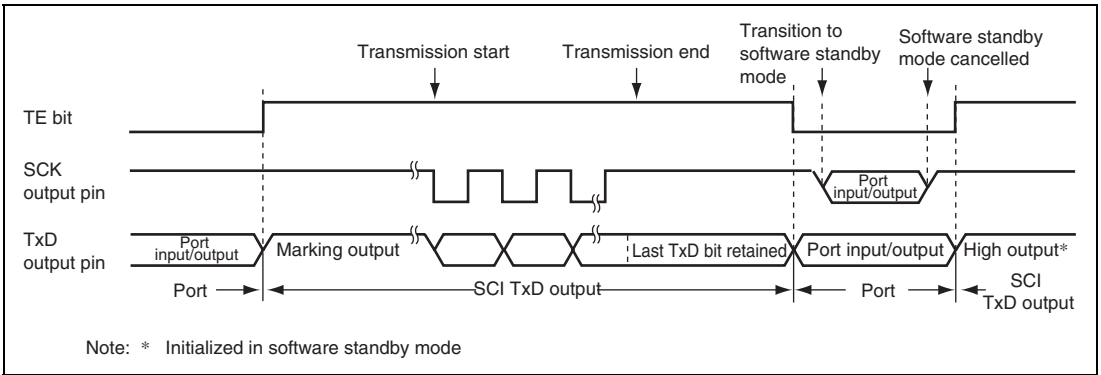 Transmission start
Transmission end
Transition to
software standby
mode
Software standby
mode cancelled
TE bit
SCK
output pin
Port
input/output
TxD
output pin
Port
input/output
Marking output
Last TxD bit retained
Port input/output
High output*
Port
SCI TxD output
Port
SCI
TxD output
Note: * Initialized in software standby mode